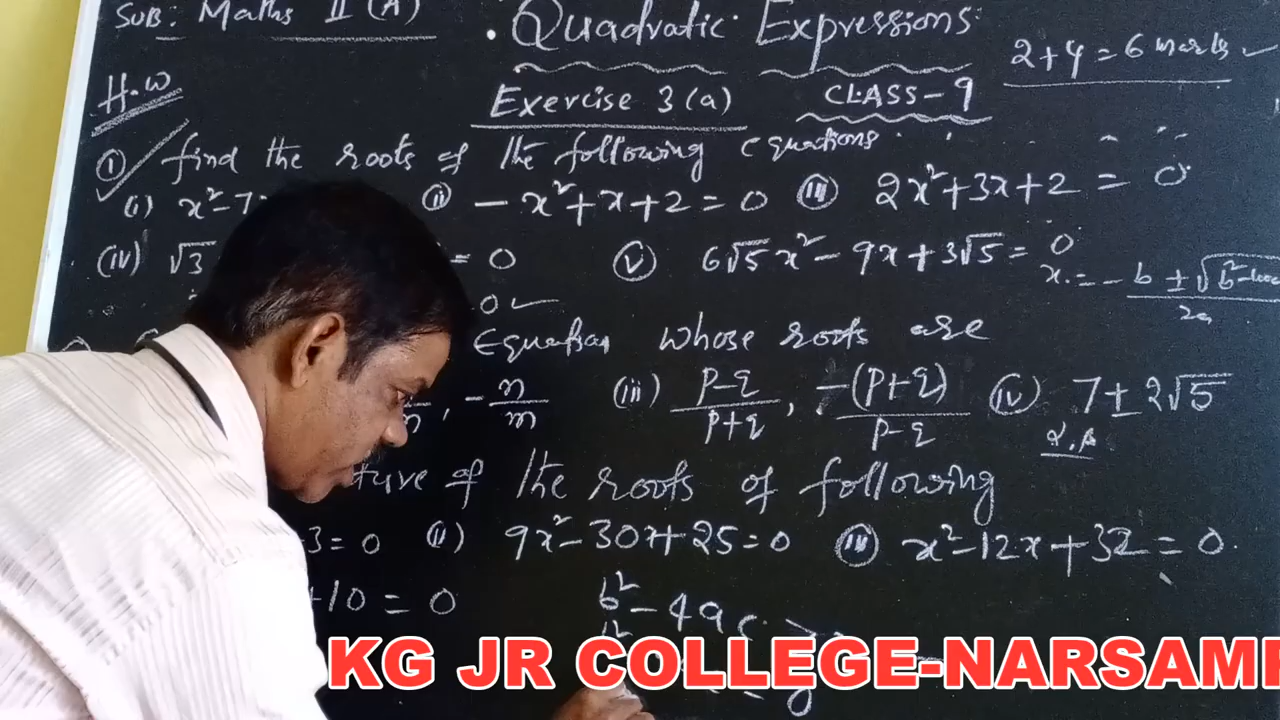 SUB: Maths II (A)
Quadratic Expressions
2+4 = 6 marks ✓
H.W
Exercise 3(a)
CLASS-9
① find the roots of the following equations
(i) x²-7 (ii) -x²+x+2=0 (iii) 2x²+3x+2=0
(iv) √3 =0 (v) 6√5x²-9x+3√5=0
x = -b ± √b²-4ac / 2a
0 ✓
Equation whose roots are
, -n/m (iii) p-q/p+q, -(p+q)/p-q (iv) 7±2√5
α.β
ture of the roots of following
3=0 (ii) 9x²-30x+25=0 (iii) x²-12x+32=0.
+10=0
b²-4ac >
b² = 0
KG JR COLLEGE-NARSAMP